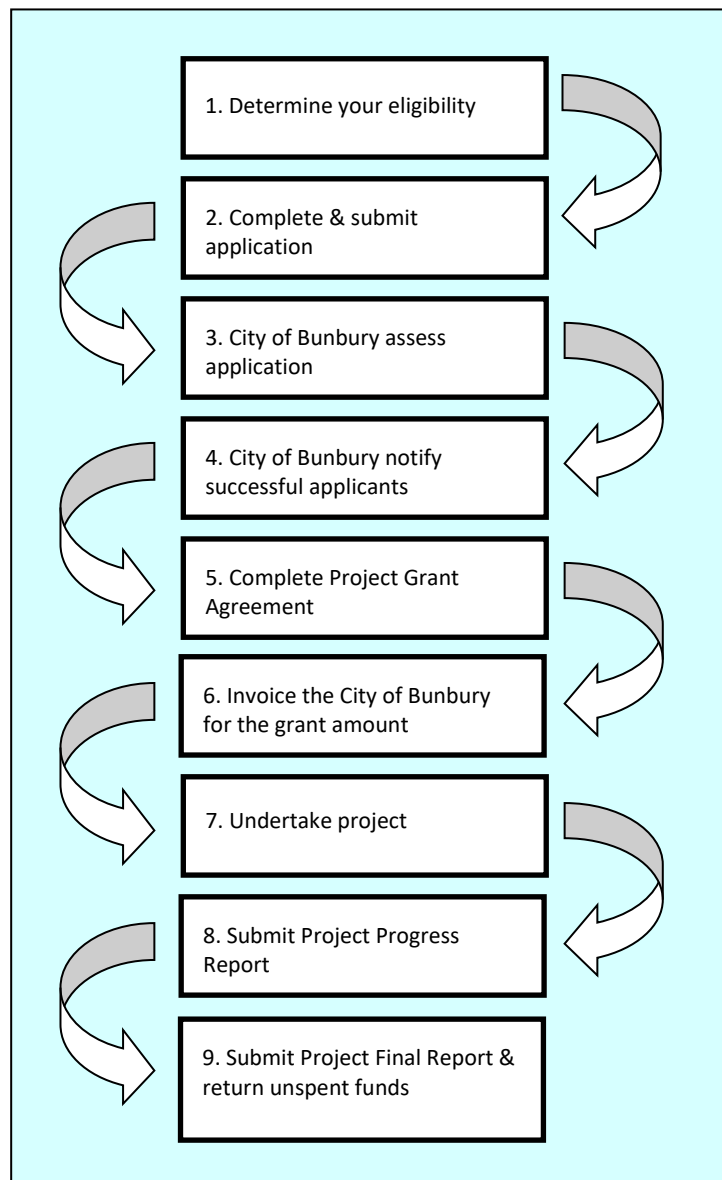 1. Determine your eligibility
2. Complete & submit
application
3. City of Bunbury assess
application
4. City of Bunbury notify
successful applicants
5. Complete Project Grant
Agreement
6. Invoice the City of Bunbury
for the grant amount
7. Undertake project
8. Submit Project Progress
Report
9. Submit Project Final Report &
return unspent funds